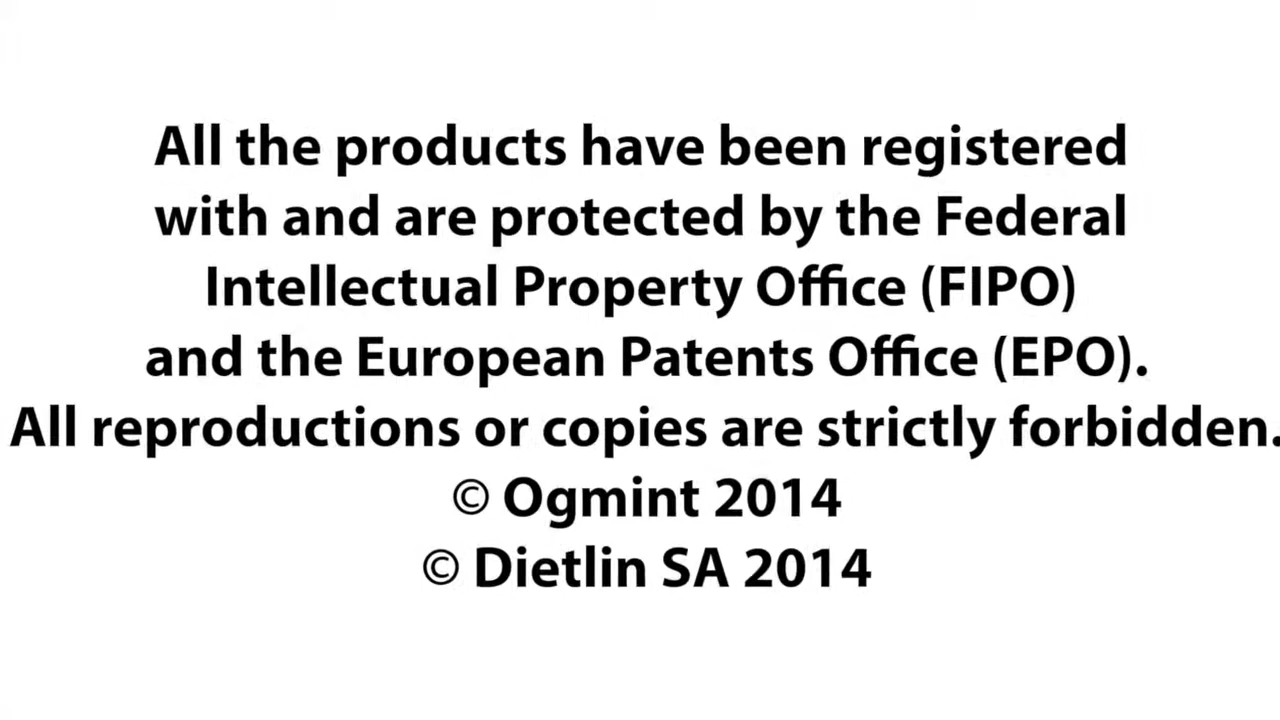 All the products have been registered
with and are protected by the Federal
Intellectual Property Office (FIPO)
and the European Patents Office (EPO).
All reproductions or copies are strictly forbidden.
© Ogmint 2014
© Dietlin SA 2014